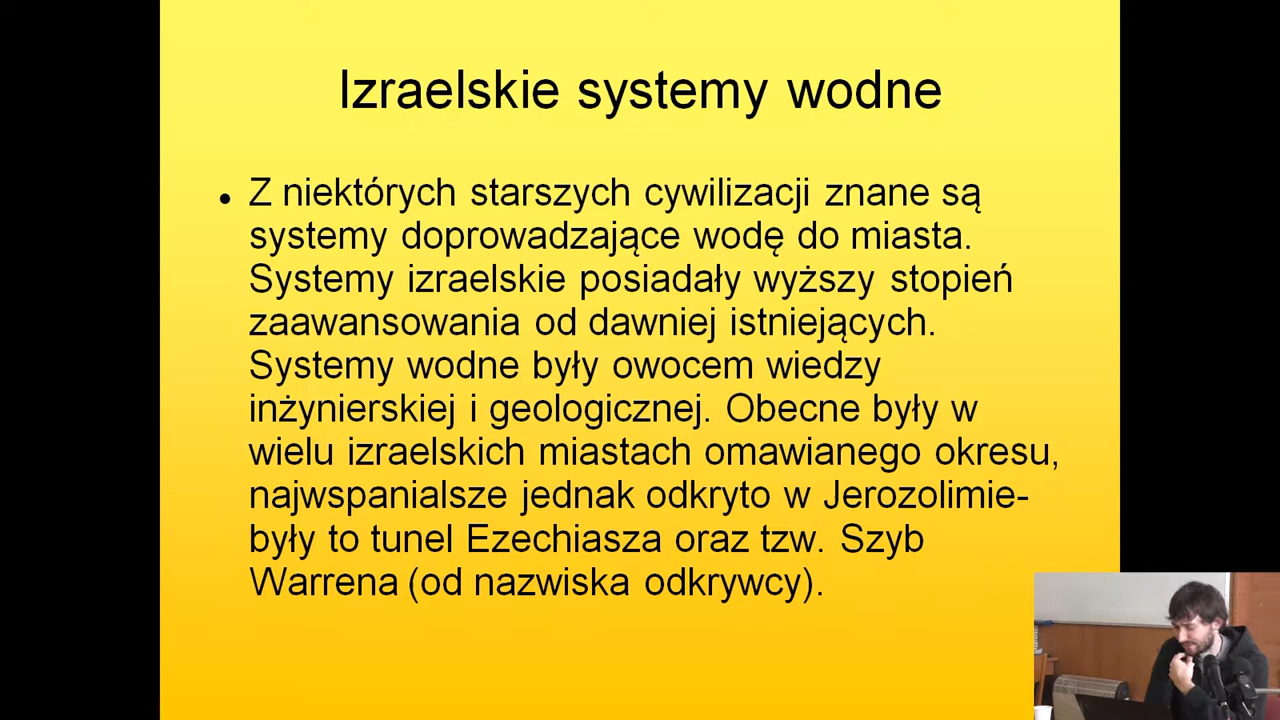 Izraelskie systemy wodne
Z niektórych starszych cywilizacji znane są
systemy doprowadzające wodę do miasta.
Systemy izraelskie posiadały wyższy stopień
zaawansowania od dawniej istniejących.
Systemy wodne były owocem wiedzy
inżynierskiej i geologicznej. Obecne były w
wielu izraelskich miastach omawianego okresu,
najwspanialsze jednak odkryto w Jerozolimie-
były to tunel Ezechiasza oraz tzw. Szyb
Warrena (od nazwiska odkrywcy).